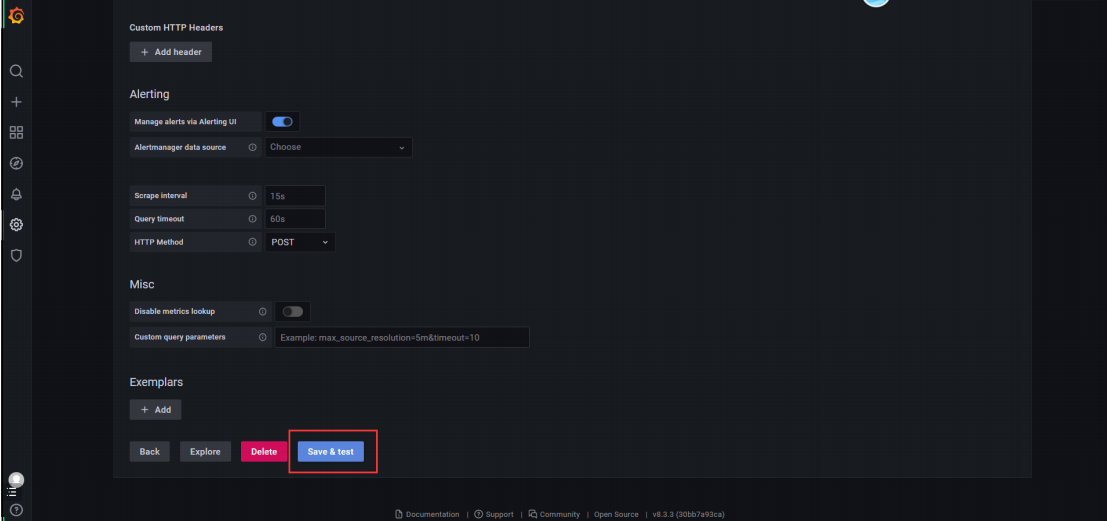 Custom HTTP Headers
+ Add header
Alerting
Manage alerts via Alerting UI
Alertmanager data source Choose
Scrape interval 15s
Query timeout 60s
HTTP Method POST
Misc
Disable metrics lookup
Custom query parameters Example: max_source_resolution=5m&timeout=10
Exemplars
+ Add
Back Explore Delete Save & test
Documentation | Support | Community | Open Source | v8.3.3 (30bb7a93ca)